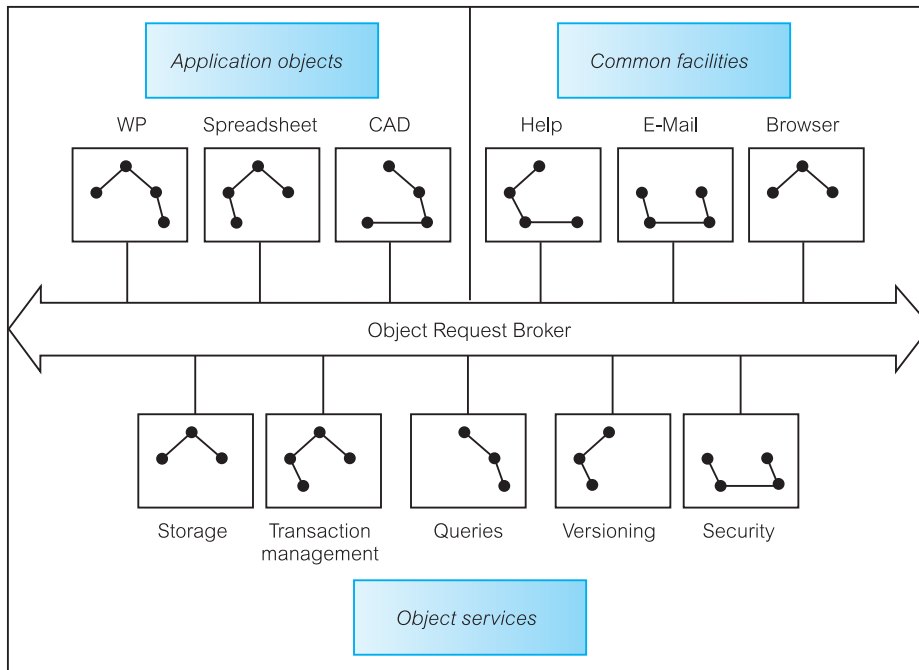 Application objects
Common facilities
WP
Spreadsheet
CAD
Help
E-Mail
Browser
Object Request Broker
Storage
Transaction
management
Queries
Versioning
Security
Object services